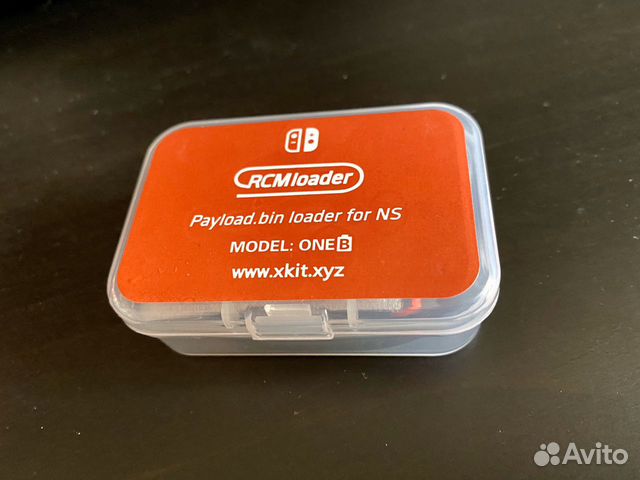 RCMloader
Payload.bin loader for NS
MODEL: ONE B
www.xkit.xyz
Avito